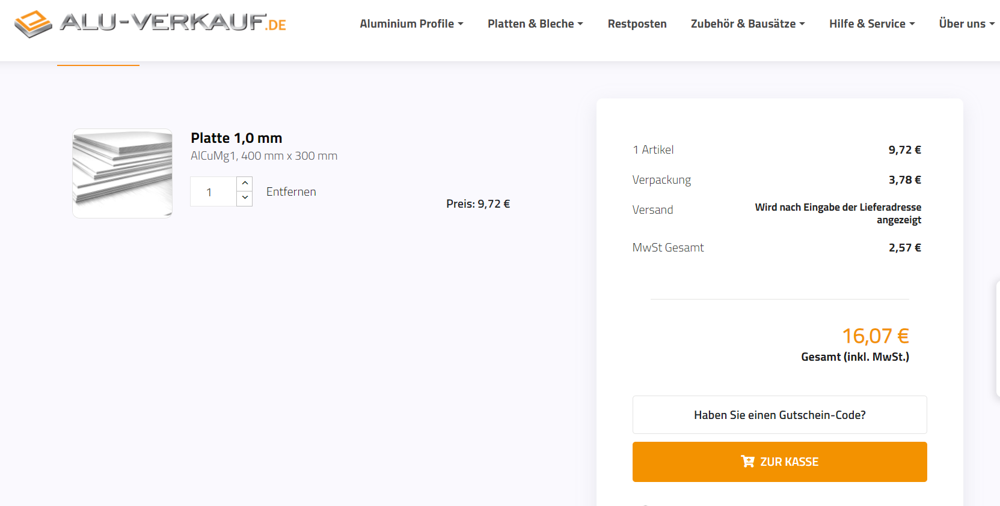 ALU-VERKAUF.DE
Aluminium Profile
Platten & Bleche
Restposten
Zubehör & Bausätze
Hilfe & Service
Über uns
Platte 1,0 mm
AlCuMg1, 400 mm x 300 mm
1
Entfernen
Preis: 9,72 €
1 Artikel 9,72 €
Verpackung 3,78 €
Versand Wird nach Eingabe der Lieferadresse
angezeigt
MwSt Gesamt 2,57 €
16,07 €
Gesamt (inkl. MwSt.)
Haben Sie einen Gutschein-Code?
ZUR KASSE